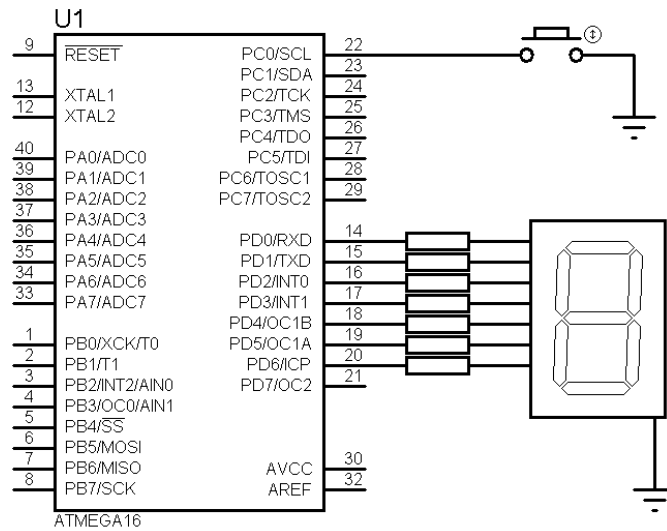 U1
9 RESET PC0/SCL 22
PC1/SDA 23
13 XTAL1 PC2/TCK 24
12 XTAL2 PC3/TMS 25
PC4/TDO 26
40 PA0/ADC0 PC5/TDI 27
39 PA1/ADC1 PC6/TOSC1 28
38 PA2/ADC2 PC7/TOSC2 29
37 PA3/ADC3
36 PA4/ADC4 PD0/RXD 14
35 PA5/ADC5 PD1/TXD 15
34 PA6/ADC6 PD2/INT0 16
33 PA7/ADC7 PD3/INT1 17
PD4/OC1B 18
1 PB0/XCK/T0 PD5/OC1A 19
2 PB1/T1 PD6/ICP 20
3 PB2/INT2/AIN0 PD7/OC2 21
4 PB3/OC0/AIN1
5 PB4/SS
6 PB5/MOSI
7 PB6/MISO AVCC 30
8 PB7/SCK AREF 32
ATMEGA16